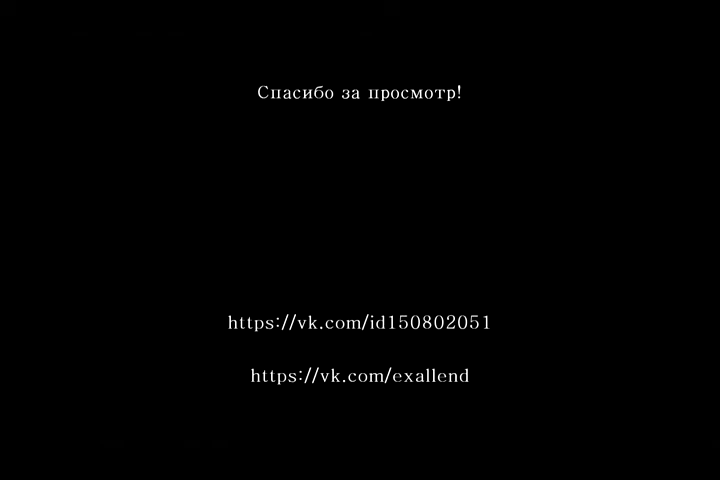 Спасибо за просмотр!
https://vk.com/id150802051
https://vk.com/exallend